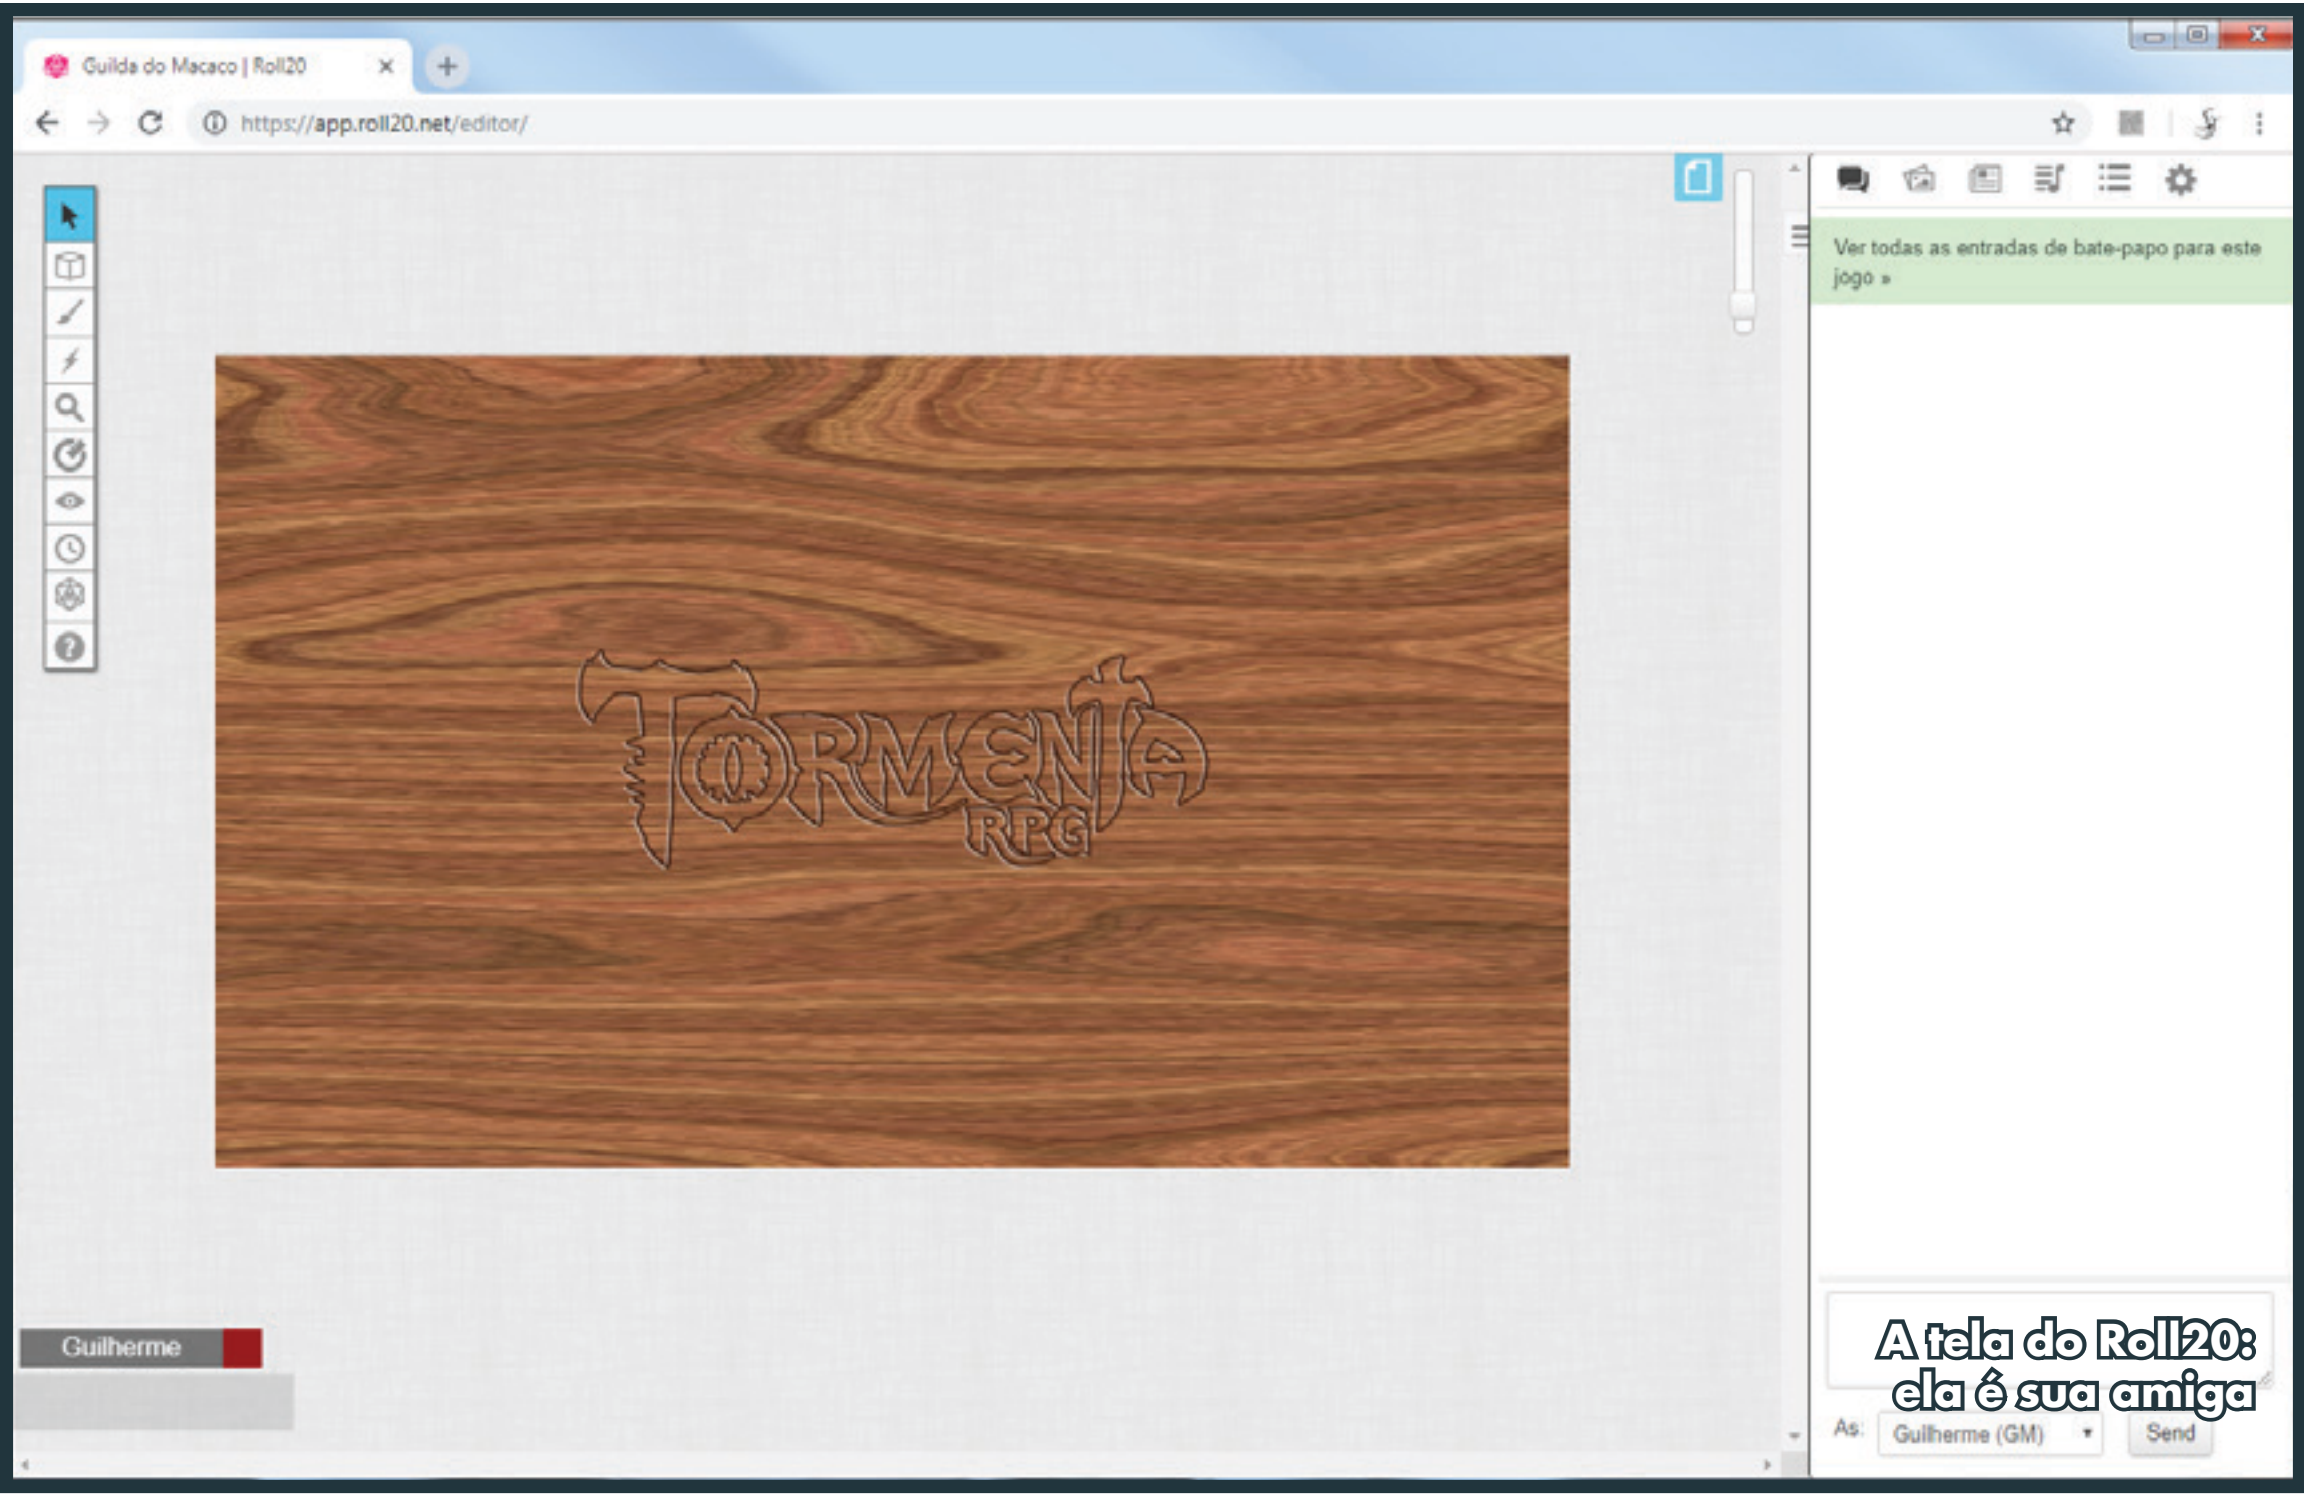 Guilda do Macaco | Roll20
https://app.roll20.net/editor/
Ver todas as entradas de bate-papo para este
jogo »
TORMENTA
RPG
Guilherme
A tela do Roll20:
ela é sua amiga
As: Guilherme (GM) Send